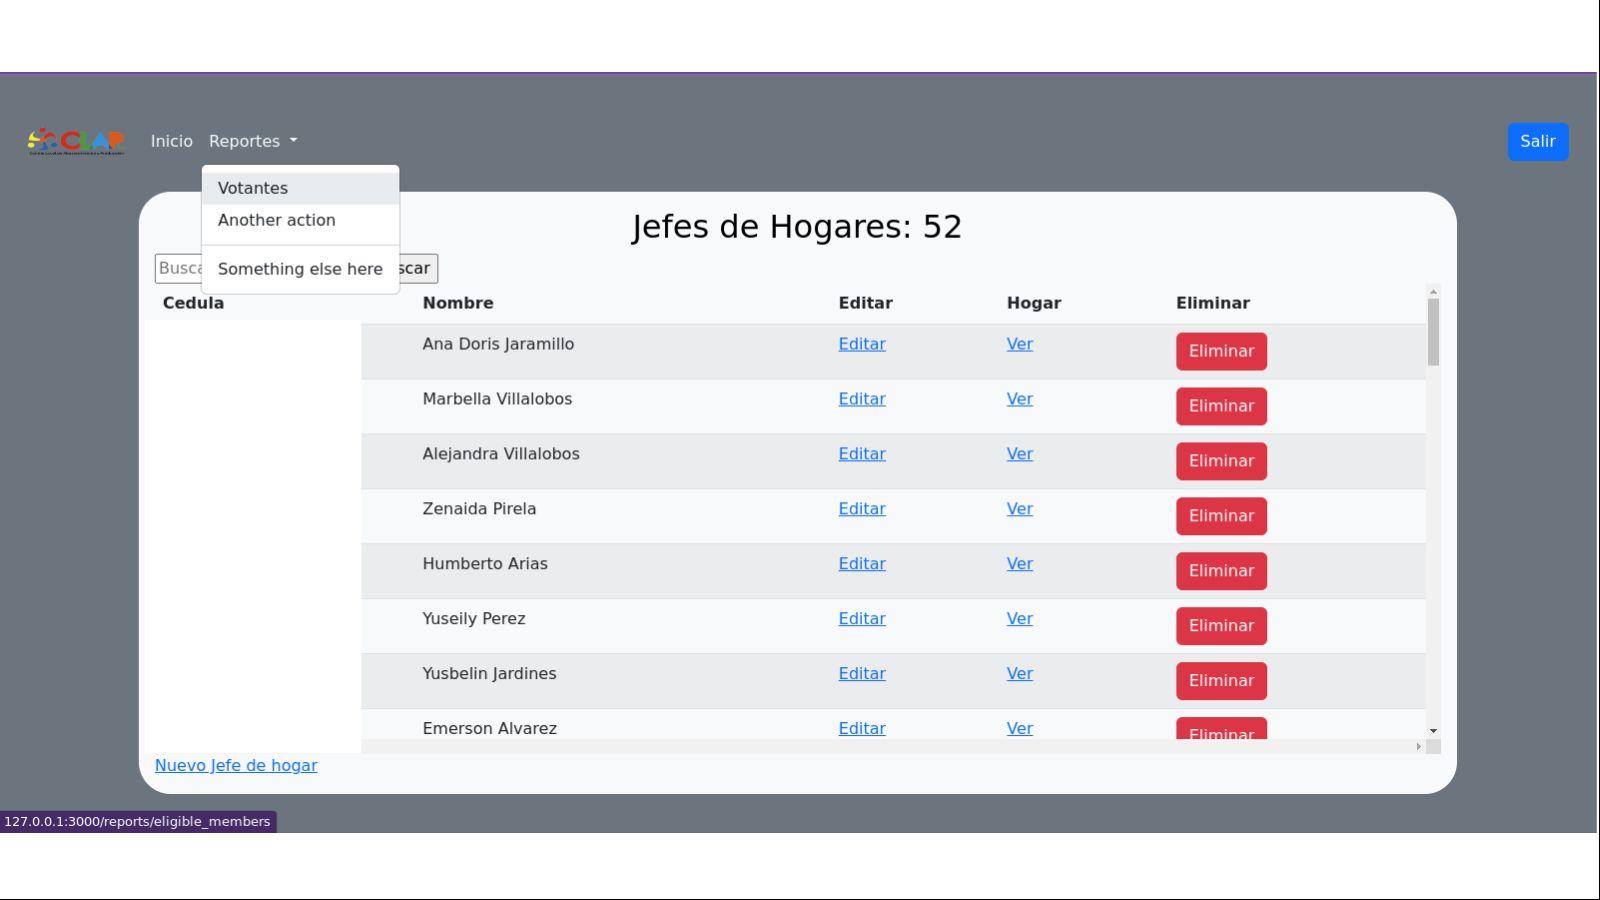 CLAP
Inicio Reportes
Salir
Votantes
Another action
Something else here
Jefes de Hogares: 52
Busca scar
Cedula Nombre Editar Hogar Eliminar
Ana Doris Jaramillo Editar Ver Eliminar
Marbella Villalobos Editar Ver Eliminar
Alejandra Villalobos Editar Ver Eliminar
Zenaida Pirela Editar Ver Eliminar
Humberto Arias Editar Ver Eliminar
Yuseily Perez Editar Ver Eliminar
Yusbelin Jardines Editar Ver Eliminar
Emerson Alvarez Editar Ver Eliminar
Nuevo Jefe de hogar
127.0.0.1:3000/reports/eligible_members